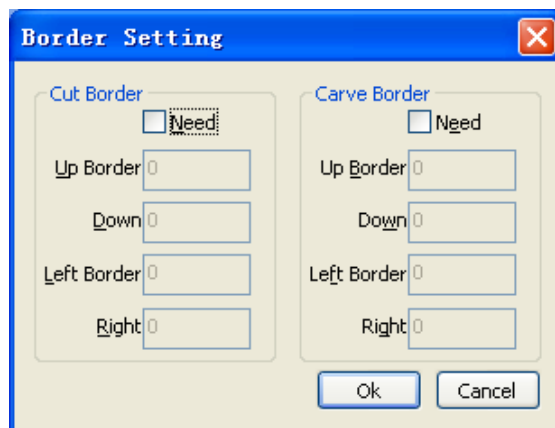 Border Setting
Cut Border
Need
Up Border 0
Down 0
Left Border 0
Right 0
Carve Border
Need
Up Border 0
Down 0
Left Border 0
Right 0
Ok
Cancel